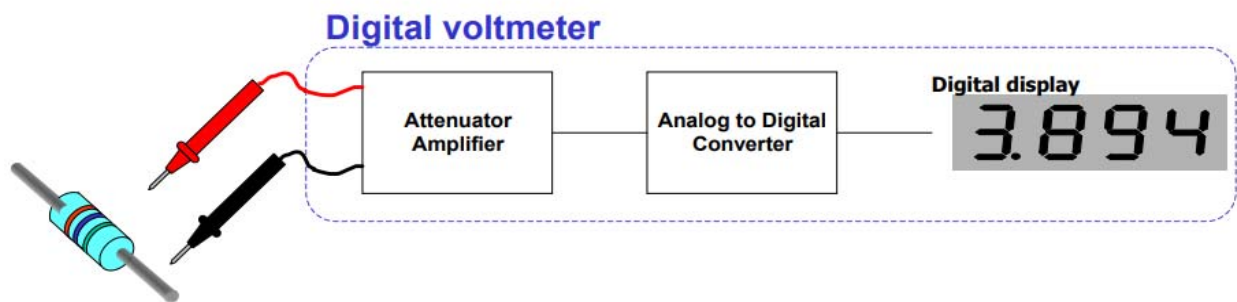 Digital voltmeter
Attenuator
Amplifier
Analog to Digital
Converter
Digital display
3.894